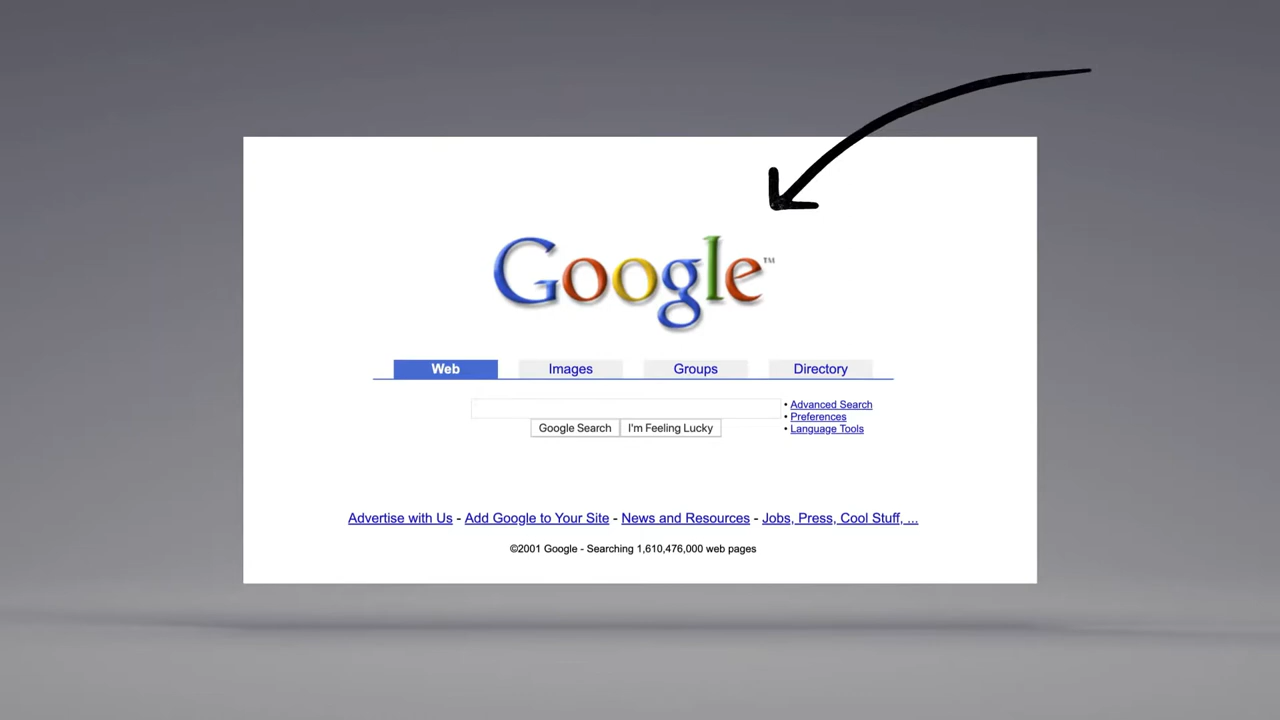 Google™
Web Images Groups Directory
• Advanced Search
• Preferences
• Language Tools
Google Search I'm Feeling Lucky
Advertise with Us - Add Google to Your Site - News and Resources - Jobs, Press, Cool Stuff, ...
©2001 Google - Searching 1,610,476,000 web pages